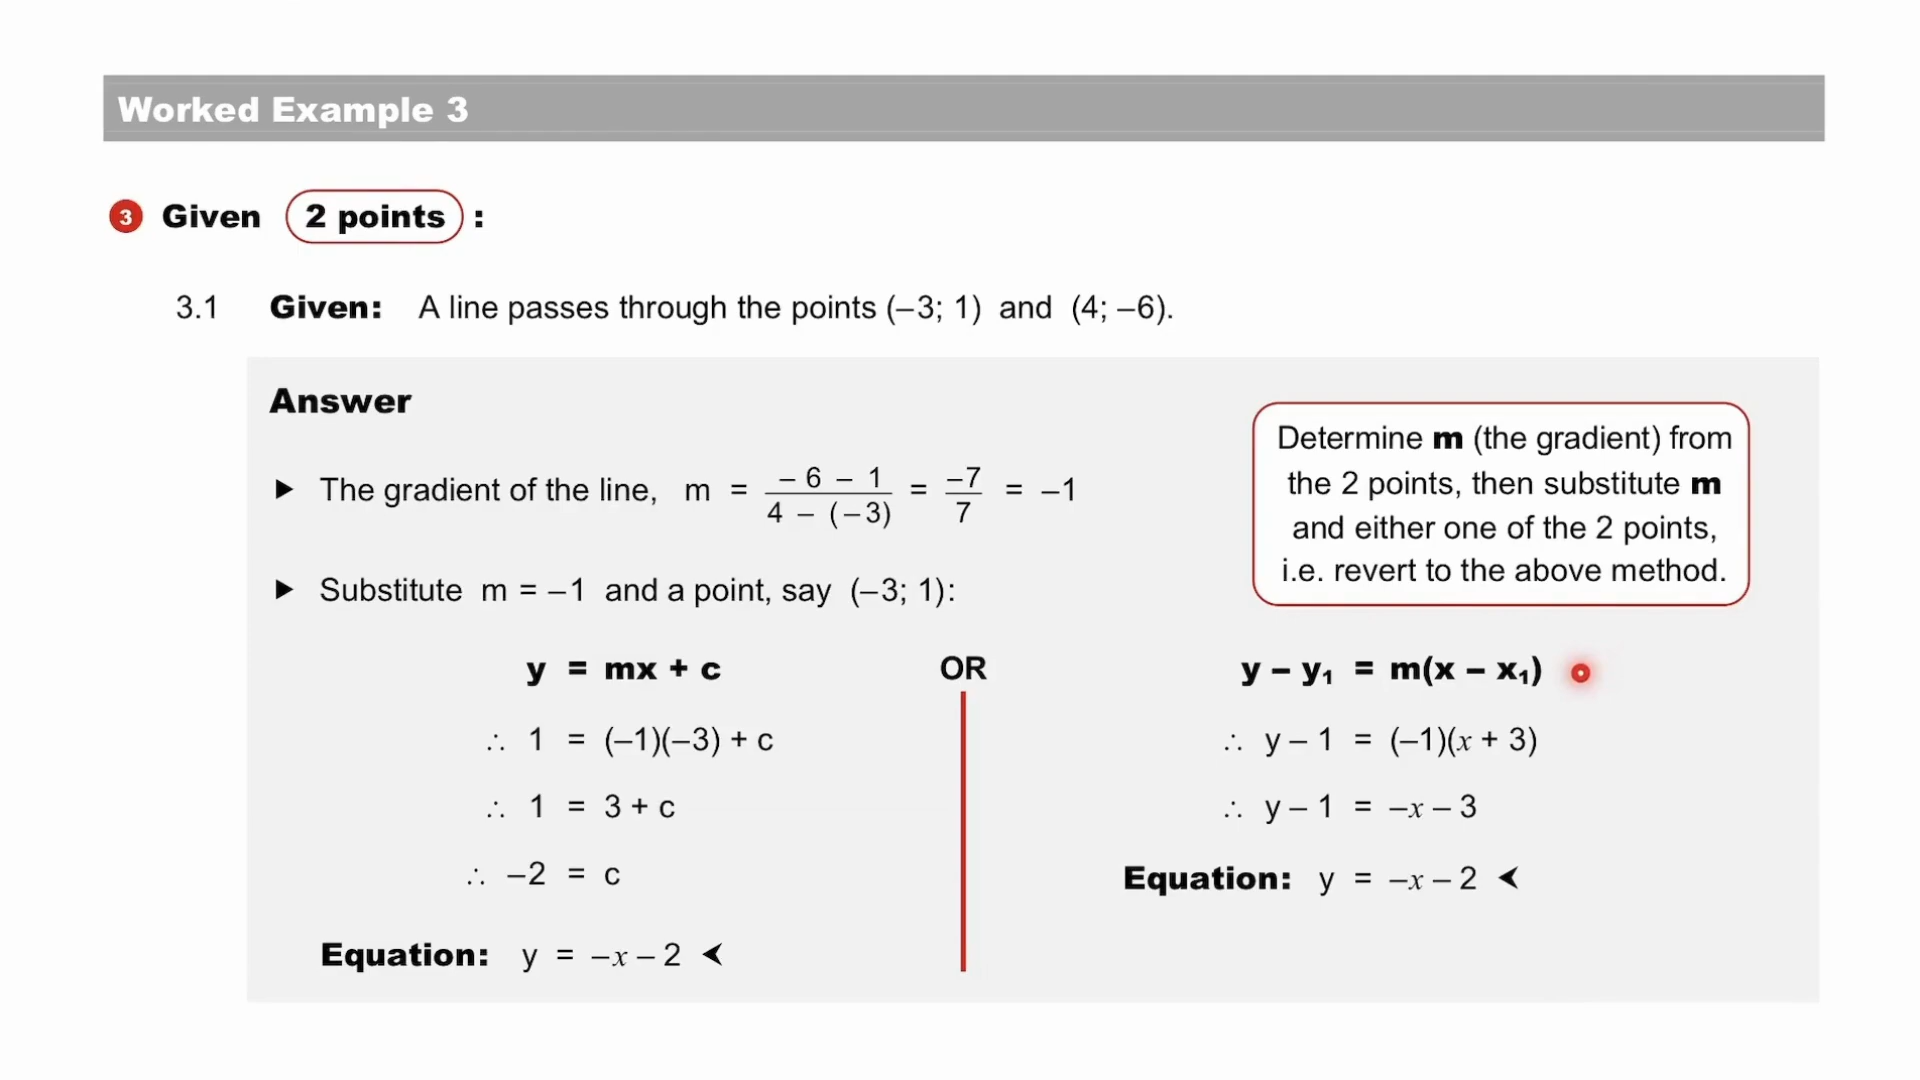 Worked Example 3
3 Given 2 points :
3.1 Given: A line passes through the points (–3; 1) and (4; –6).
Answer
Determine m (the gradient) from
the 2 points, then substitute m
and either one of the 2 points,
i.e. revert to the above method.
► The gradient of the line, m = (– 6 – 1)/(4 – (– 3)) = –7/7 = –1
► Substitute m = –1 and a point, say (–3; 1):
y = mx + c
∴ 1 = (–1)(–3) + c
∴ 1 = 3 + c
∴ –2 = c
Equation: y = –x – 2 ⮜
OR
y – y₁ = m(x – x₁)
∴ y – 1 = (–1)(x + 3)
∴ y – 1 = –x – 3
Equation: y = –x – 2 ⮜